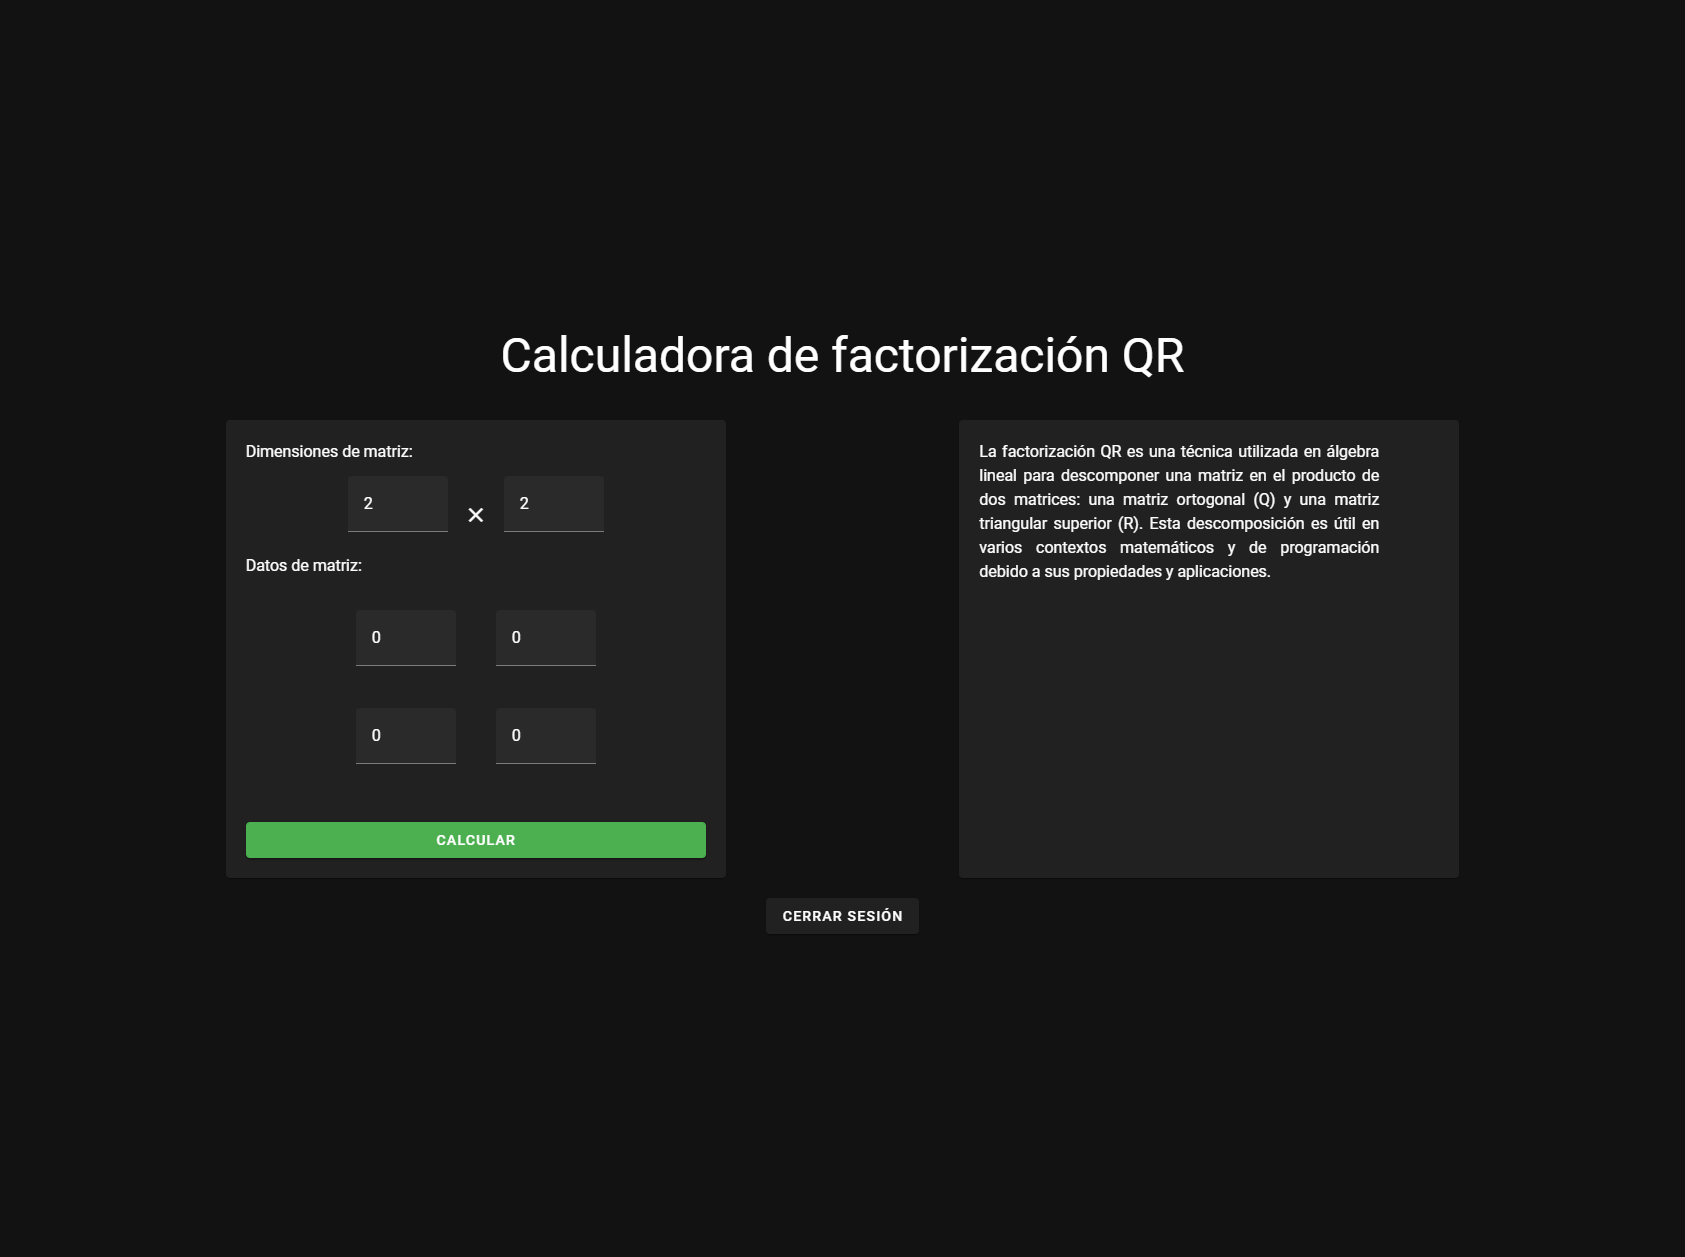 Calculadora de factorización QR
Dimensiones de matriz:
2 × 2
Datos de matriz:
0 0
0 0
CALCULAR
La factorización QR es una técnica utilizada en álgebra
lineal para descomponer una matriz en el producto de
dos matrices: una matriz ortogonal (Q) y una matriz
triangular superior (R). Esta descomposición es útil en
varios contextos matemáticos y de programación
debido a sus propiedades y aplicaciones.
CERRAR SESIÓN